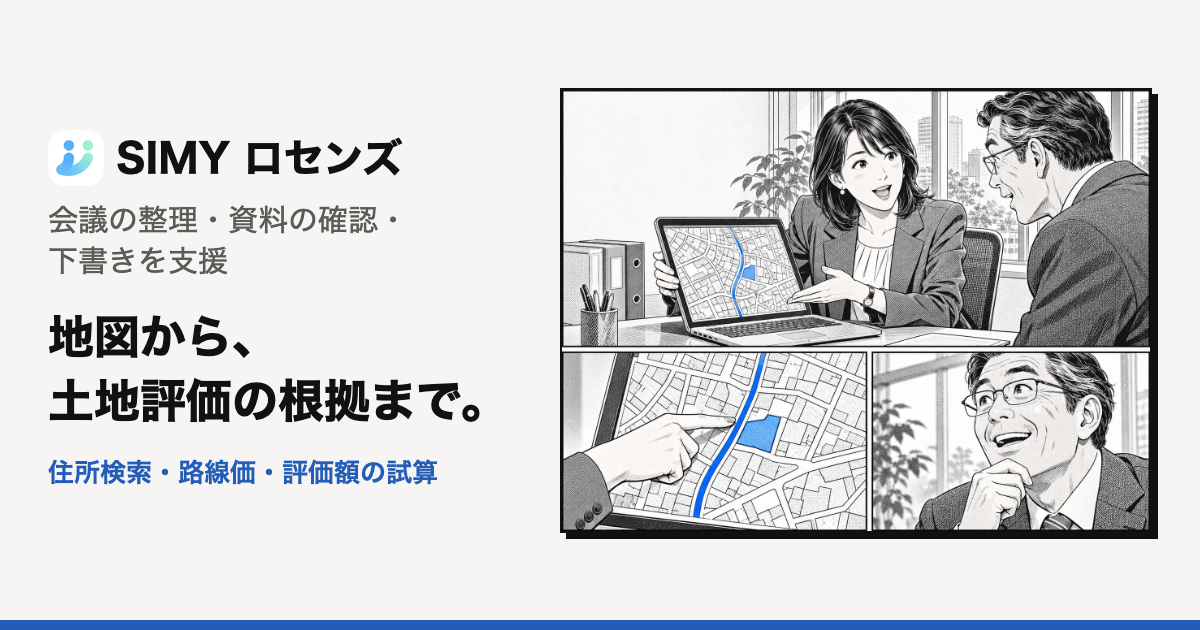 SIMY ロセンズ
会議の整理・資料の確認・
下書きを支援
地図から、
土地評価の根拠まで。
住所検索・路線価・評価額の試算